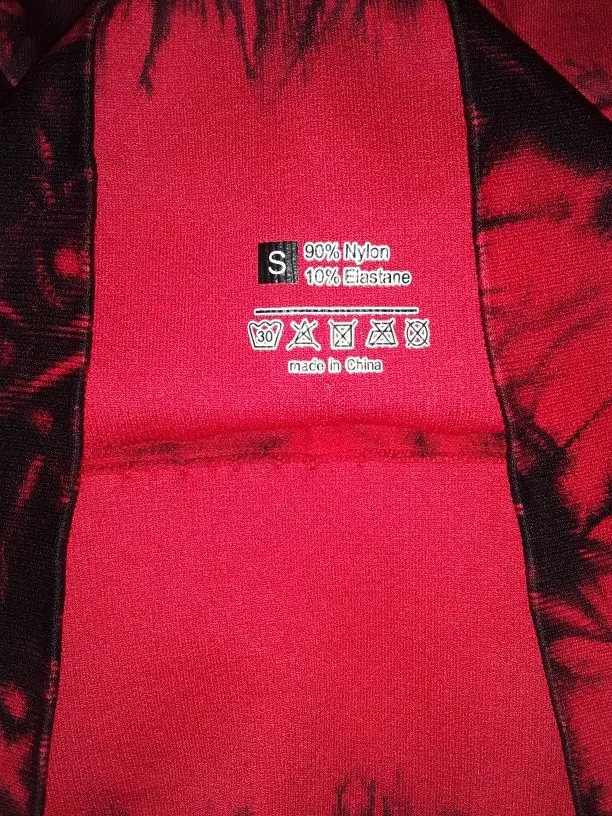 S
90% Nylon
10% Elastane
30
made in China